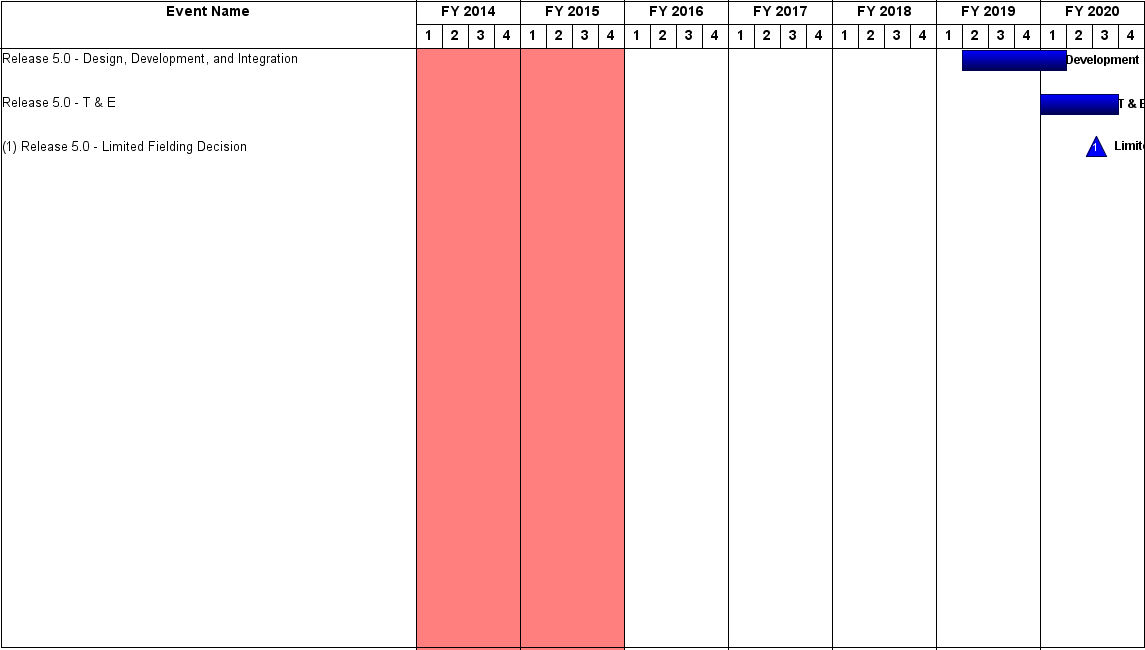 Event Name FY 2014 FY 2015 FY 2016 FY 2017 FY 2018 FY 2019 FY 2020
1 2 3 4 1 2 3 4 1 2 3 4 1 2 3 4 1 2 3 4 1 2 3 4 1 2 3 4
Release 5.0 - Design, Development, and Integration Development
Release 5.0 - T & E T & E
(1) Release 5.0 - Limited Fielding Decision 1